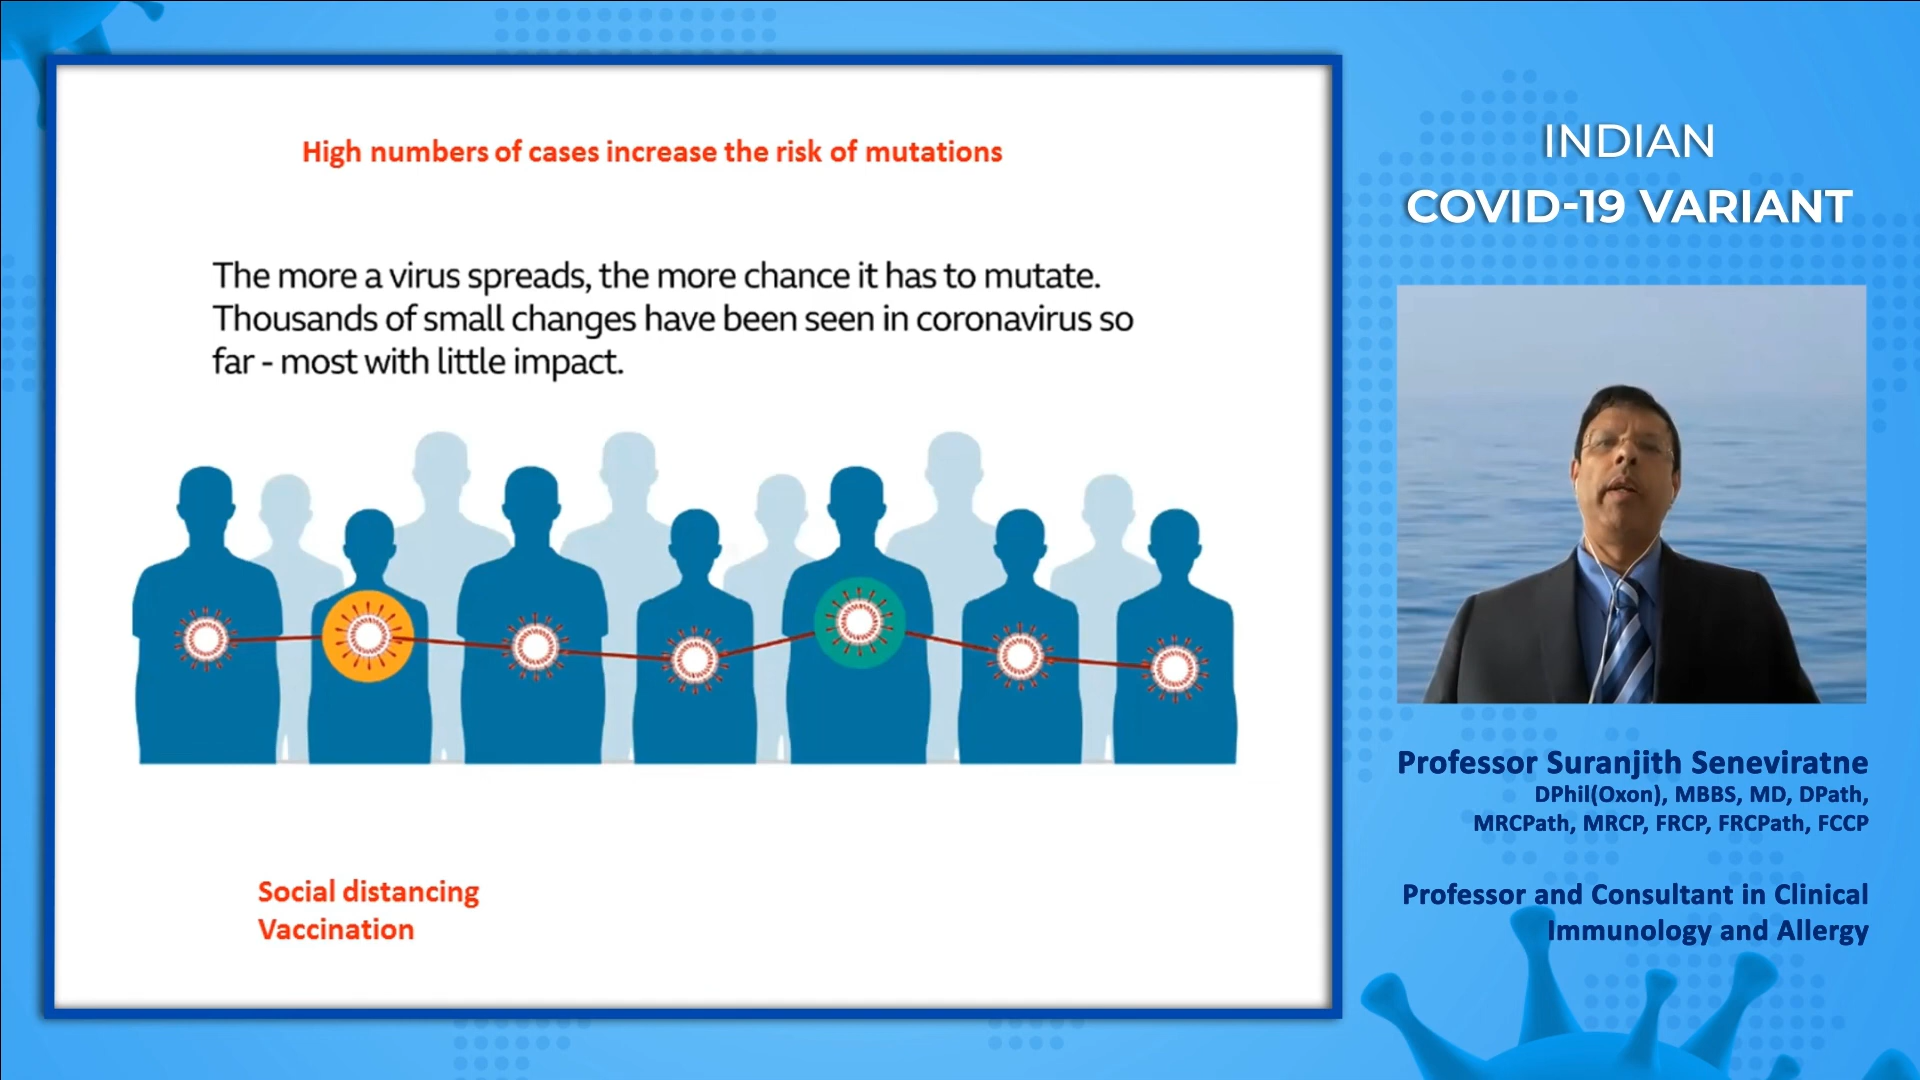 High numbers of cases increase the risk of mutations
The more a virus spreads, the more chance it has to mutate.
Thousands of small changes have been seen in coronavirus so
far - most with little impact.
Social distancing
Vaccination
INDIAN
COVID-19 VARIANT
Professor Suranjith Seneviratne
DPhil(Oxon), MBBS, MD, DPath,
MRCPath, MRCP, FRCP, FRCPath, FCCP
Professor and Consultant in Clinical
Immunology and Allergy